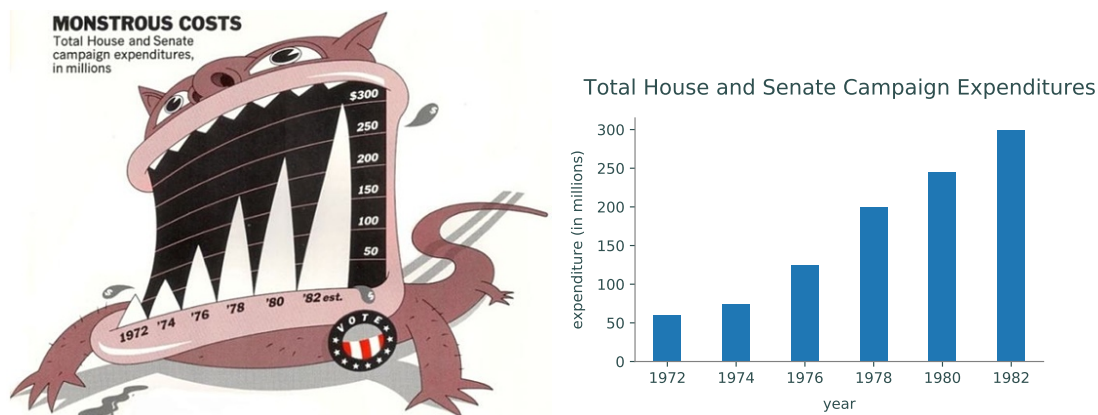 MONSTROUS COSTS
Total House and Senate
campaign expenditures,
in millions
$300
250
200
150
100
50
1972 '74 '76 '78 '80 '82 est.
$
$
$
VOTE
Total House and Senate Campaign Expenditures
expenditure (in millions)
300
250
200
150
100
50
0
1972 1974 1976 1978 1980 1982
year